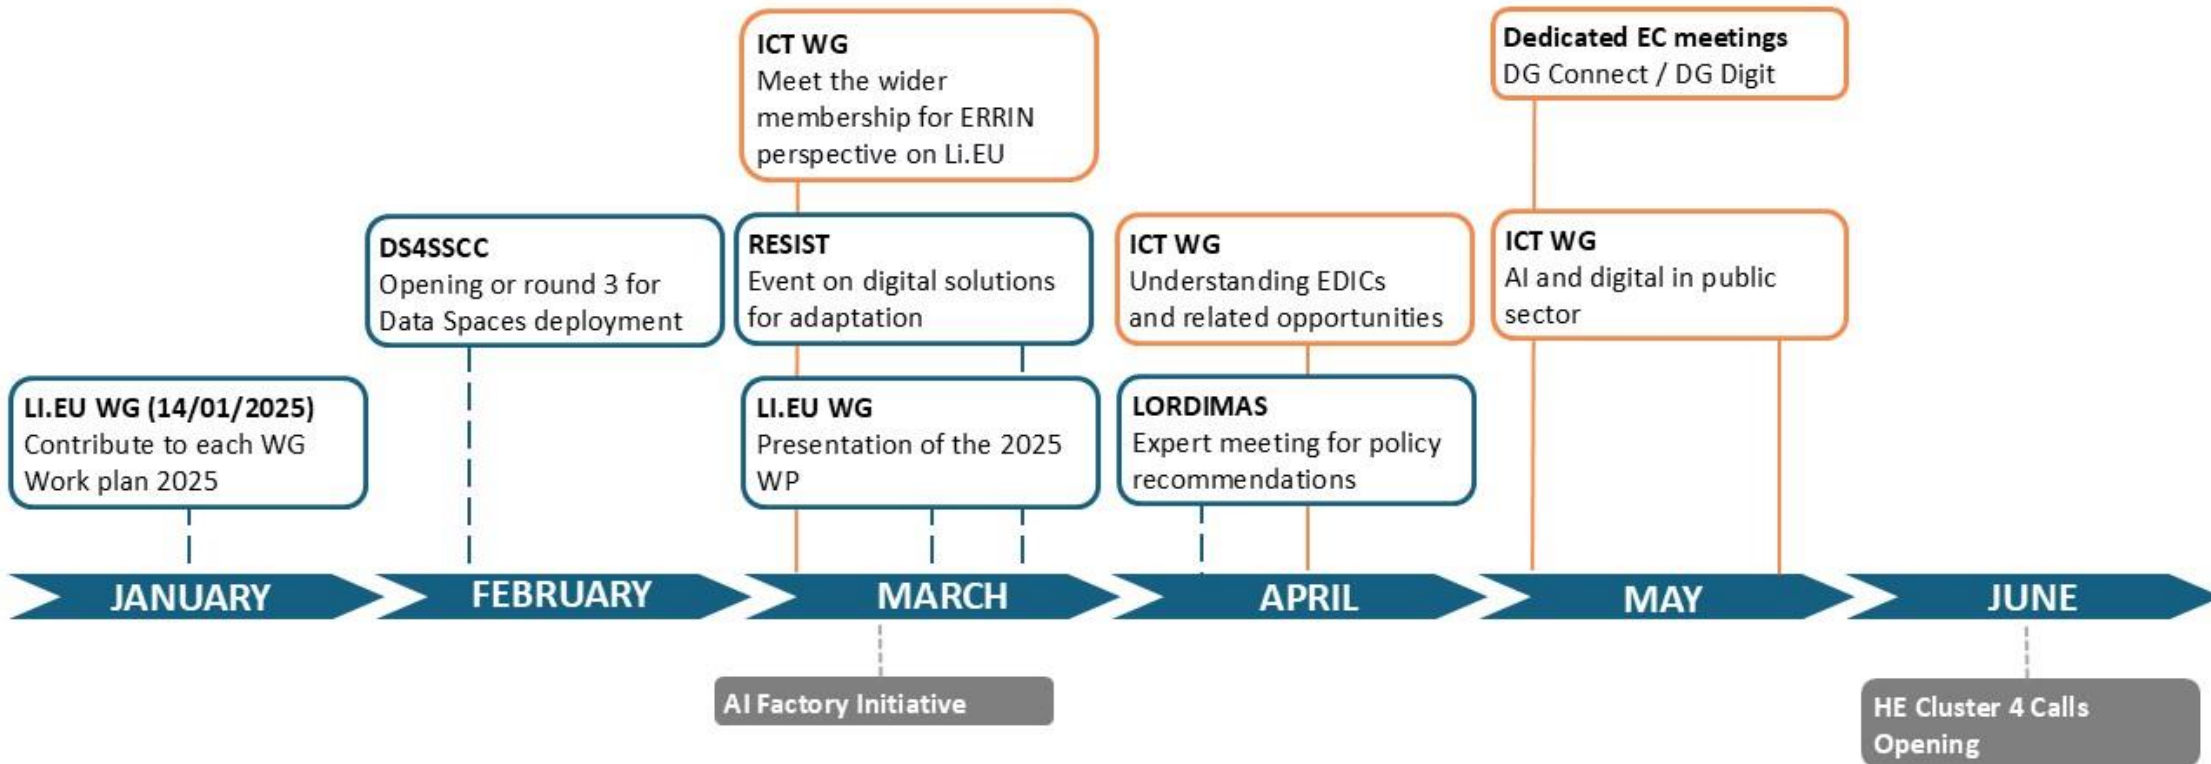 ICT WG
Meet the wider
membership for ERRIN
perspective on Li.EU
Dedicated EC meetings
DG Connect / DG Digit
DS4SSCC
Opening or round 3 for
Data Spaces deployment
RESIST
Event on digital solutions
for adaptation
ICT WG
Understanding EDICs
and related opportunities
ICT WG
AI and digital in public
sector
LI.EU WG (14/01/2025)
Contribute to each WG
Work plan 2025
LI.EU WG
Presentation of the 2025
WP
LORDIMAS
Expert meeting for policy
recommendations
JANUARY
FEBRUARY
MARCH
APRIL
MAY
JUNE
AI Factory Initiative
HE Cluster 4 Calls
Opening